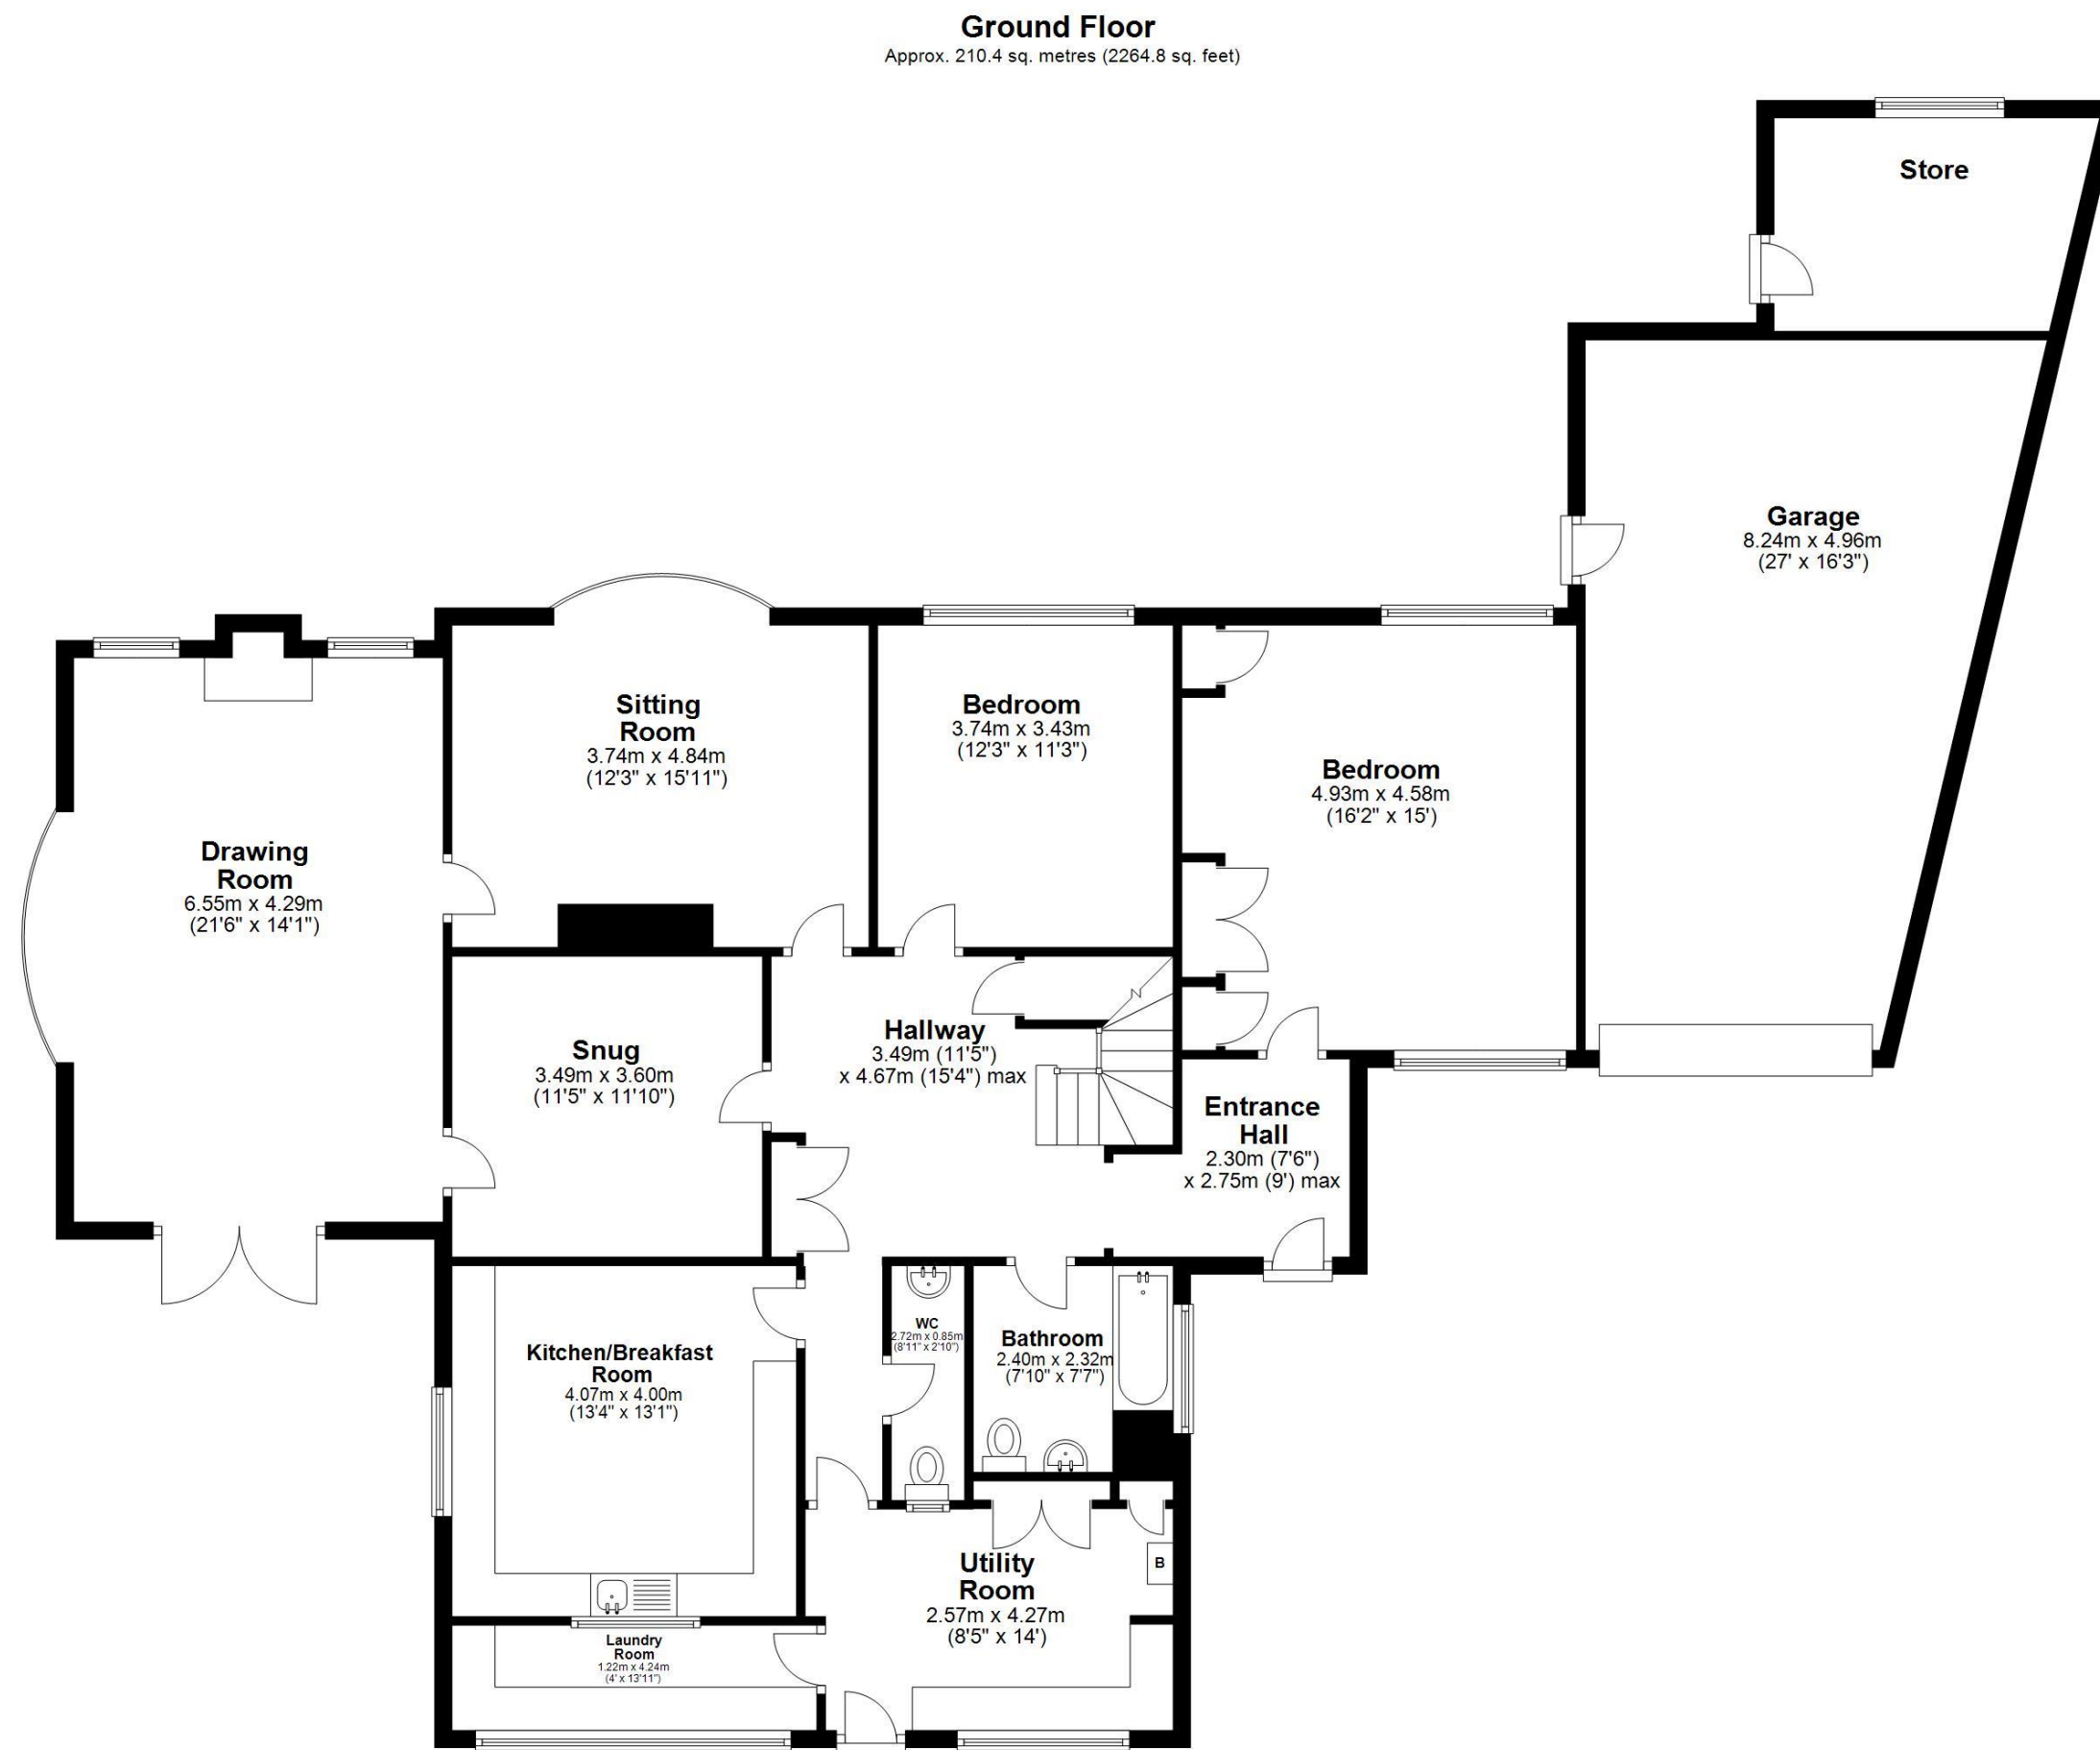 Ground Floor
Approx. 210.4 sq. metres (2264.8 sq. feet)
Store
Garage
8.24m x 4.96m
(27' x 16'3")
Sitting
Room
3.74m x 4.84m
(12'3" x 15'11")
Bedroom
3.74m x 3.43m
(12'3" x 11'3")
Bedroom
4.93m x 4.58m
(16'2" x 15')
Drawing
Room
6.55m x 4.29m
(21'6" x 14'1")
Snug
3.49m x 3.60m
(11'5" x 11'10")
Hallway
3.49m (11'5")
x 4.67m (15'4") max
Entrance
Hall
2.30m (7'6")
x 2.75m (9') max
Kitchen/Breakfast
Room
4.07m x 4.00m
(13'4" x 13'1")
WC
2.72m x 0.85m
(8'11" x 2'10")
Bathroom
2.40m x 2.32m
(7'10" x 7'7")
Utility
Room
2.57m x 4.27m
(8'5" x 14')
B
Laundry
Room
1.22m x 4.24m
(4' x 13'11")